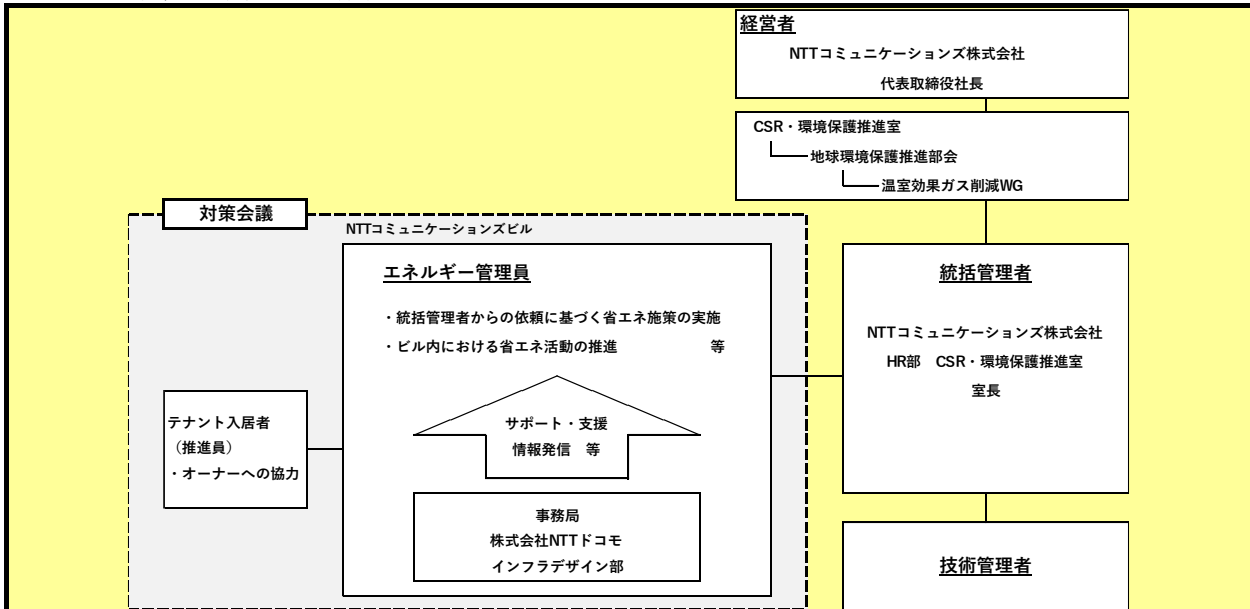 経営者
NTTコミュニケーションズ株式会社
代表取締役社長
CSR・環境保護推進室
地球環境保護推進部会
温室効果ガス削減WG
対策会議
NTTコミュニケーションズビル
エネルギー管理員
・統括管理者からの依頼に基づく省エネ施策の実施
・ビル内における省エネ活動の推進　　　　　　等
サポート・支援
情報発信　等
事務局
株式会社NTTドコモ
インフラデザイン部
テナント入居者
（推進員）
・オーナーへの協力
統括管理者
NTTコミュニケーションズ株式会社
HR部　CSR・環境保護推進室
室長
技術管理者